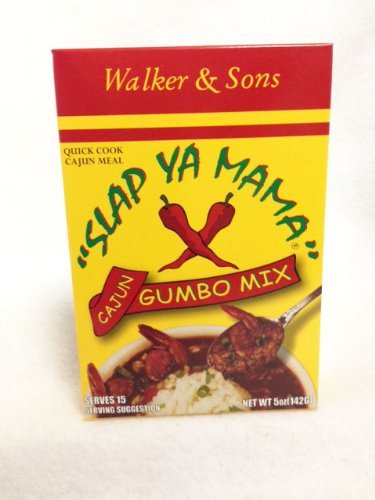 Walker & Sons
QUICK COOK
CAJUN MEAL
"SLAP YA MAMA"®
CAJUN
GUMBO MIX
SERVES 15
SERVING SUGGESTION
NET WT 5oz(142G)